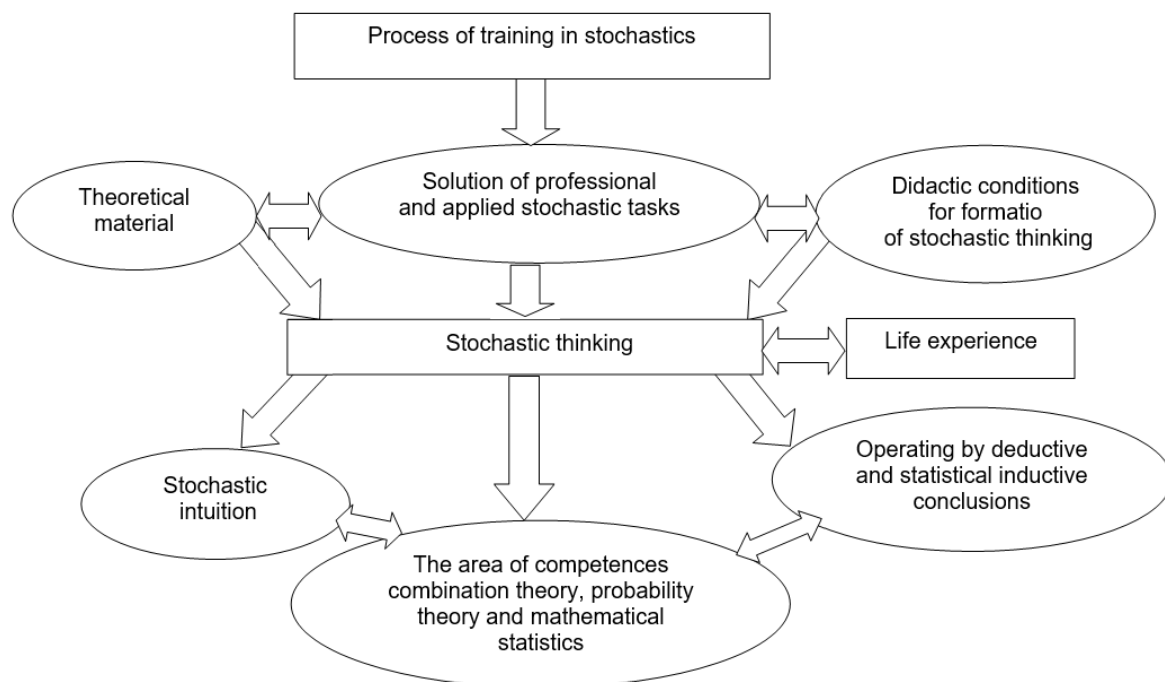 Process of training in stochastics
Theoretical
material
Solution of professional
and applied stochastic tasks
Didactic conditions
for formatio
of stochastic thinking
Stochastic thinking
Life experience
Stochastic
intuition
The area of competences
combination theory, probability
theory and mathematical
statistics
Operating by deductive
and statistical inductive
conclusions